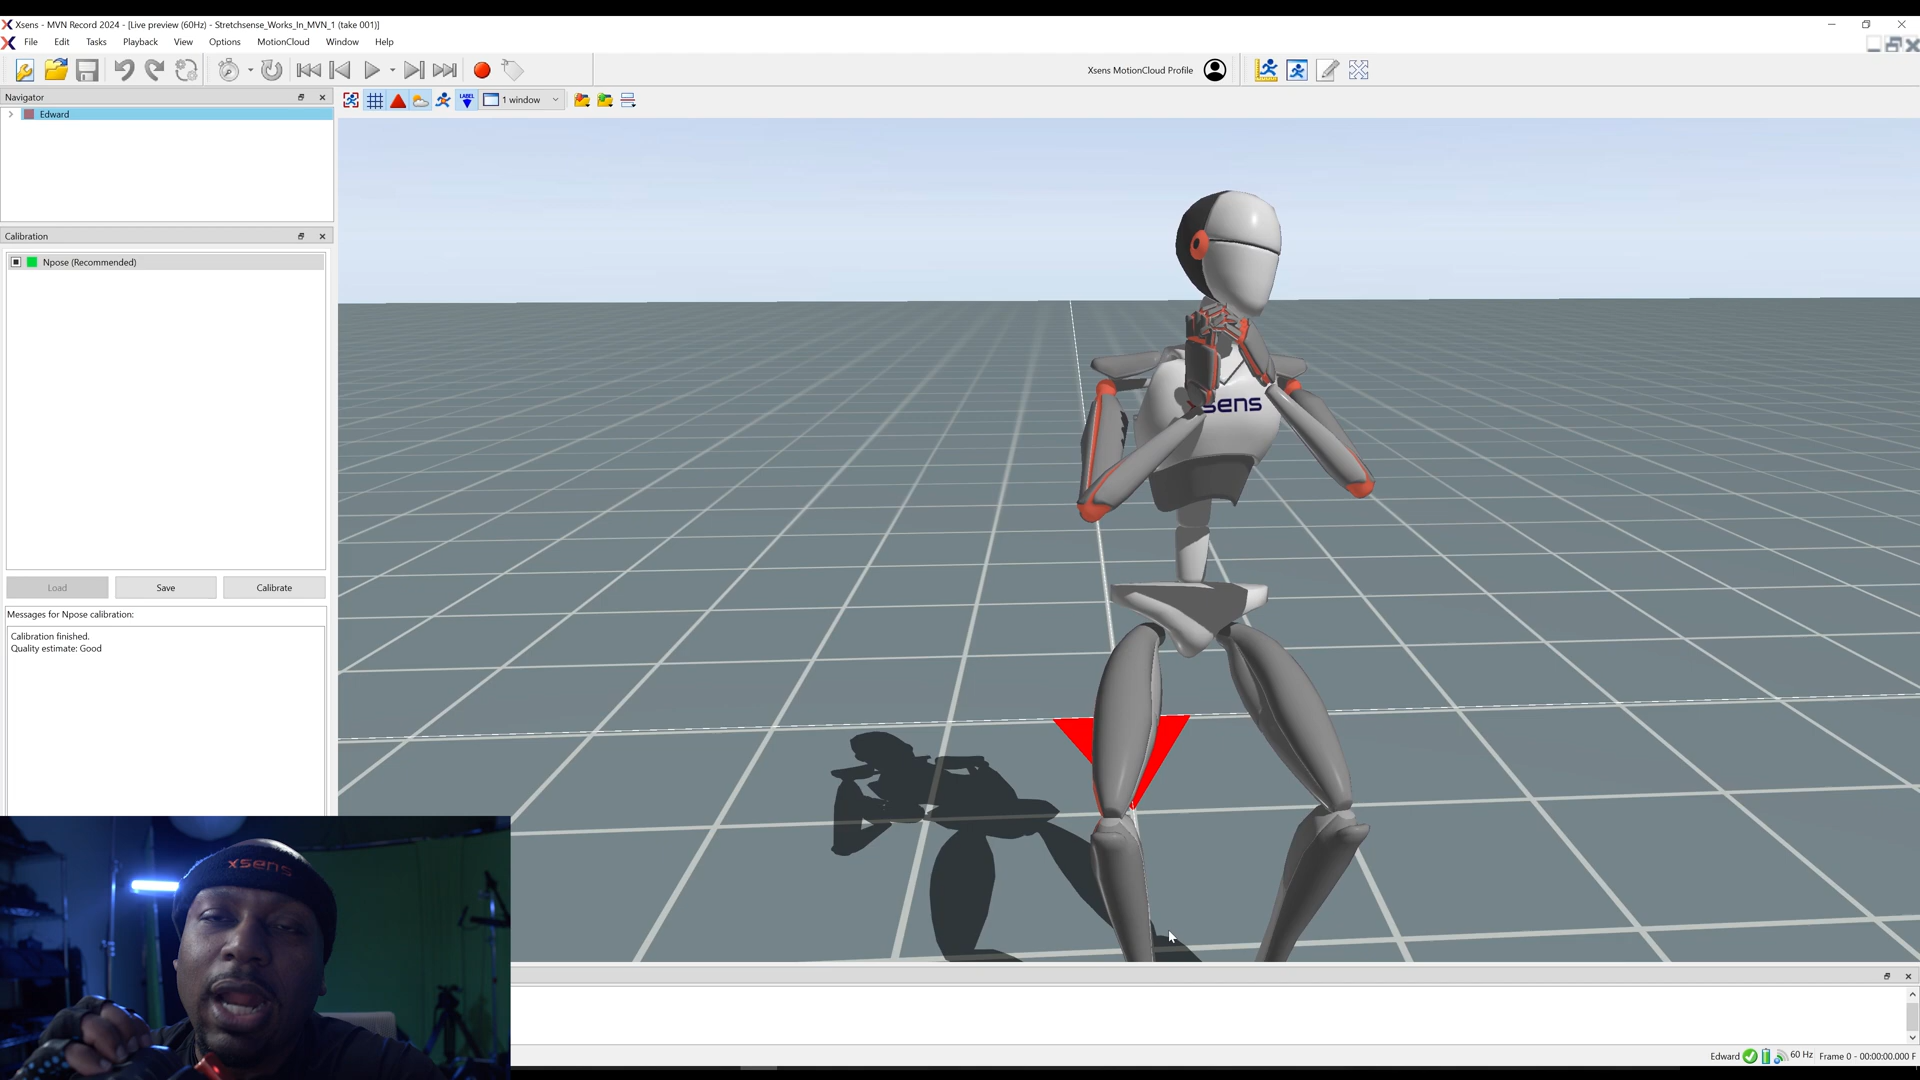 Xsens - MVN Record 2024 - [Live preview (60Hz) - Stretchsense_Works_In_MVN_1 (take 001)]
File Edit Tasks Playback View Options MotionCloud Window Help
Xsens MotionCloud Profile
Navigator
LABEL
1 window
Edward
Calibration
Npose (Recommended)
sens
Load Save Calibrate
Messages for Npose calibration:
Calibration finished.
Quality estimate: Good
xsens
Edward 60 Hz Frame 0 - 00:00:00.000 F